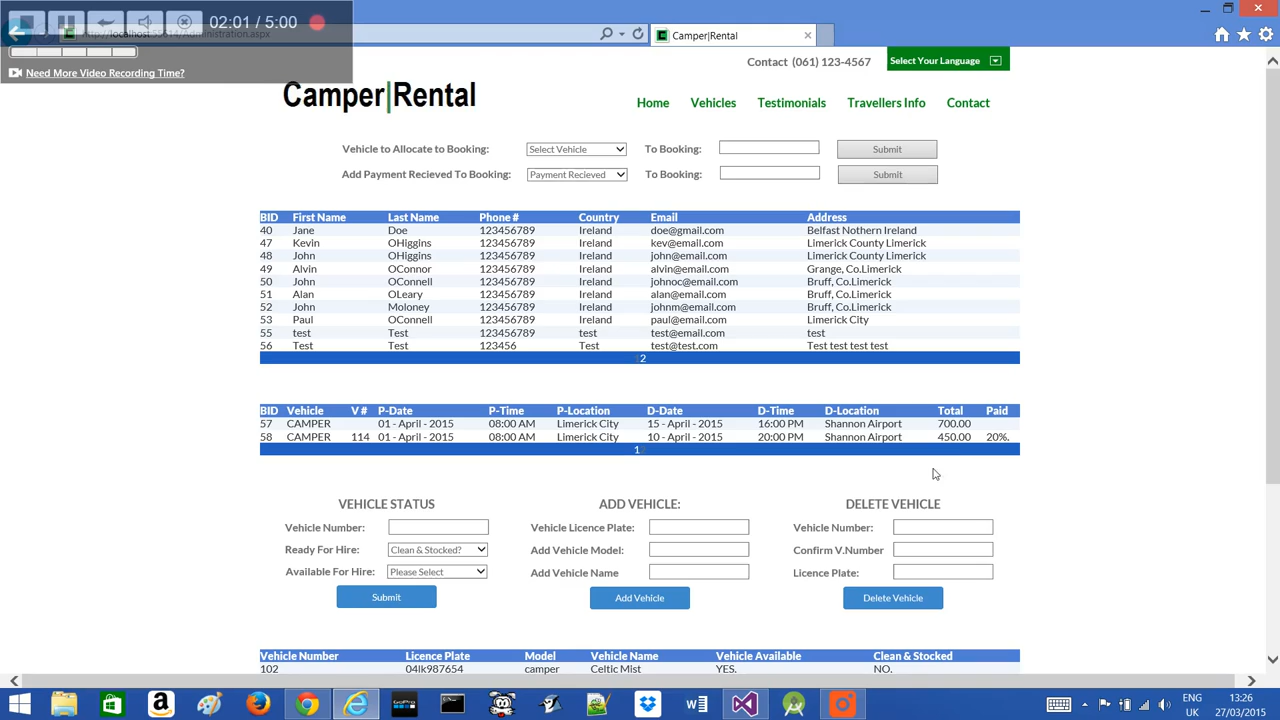 02:01 / 5:00
http://localhost:55614/Administration.aspx
Camper|Rental
Need More Video Recording Time?
Contact (061) 123-4567
Select Your Language
Camper|Rental
Home Vehicles Testimonials Travellers Info Contact
Vehicle to Allocate to Booking: Select Vehicle To Booking: Submit
Add Payment Recieved To Booking: Payment Recieved To Booking: Submit
BID First Name Last Name Phone # Country Email Address
40 Jane Doe 123456789 Ireland doe@gmail.com Belfast Nothern Ireland
47 Kevin OHiggins 123456789 Ireland kev@email.com Limerick County Limerick
48 John OHiggins 123456789 Ireland john@email.com Limerick County Limerick
49 Alvin OConnor 123456789 Ireland alvin@email.com Grange, Co.Limerick
50 John OConnell 123456789 Ireland johnoc@email.com Bruff, Co.Limerick
51 Alan OLeary 123456789 Ireland alan@email.com Bruff, Co.Limerick
52 John Moloney 123456789 Ireland johnm@email.com Bruff, Co.Limerick
53 Paul OConnell 123456789 Ireland paul@email.com Limerick City
55 test Test 123456789 test test@email.com test
56 Test Test 123456 Test test@test.com Test test test test
2
BID Vehicle V # P-Date P-Time P-Location D-Date D-Time D-Location Total Paid
57 CAMPER 01 - April - 2015 08:00 AM Limerick City 15 - April - 2015 16:00 PM Shannon Airport 700.00
58 CAMPER 114 01 - April - 2015 08:00 AM Limerick City 10 - April - 2015 20:00 PM Shannon Airport 450.00 20%.
1
VEHICLE STATUS ADD VEHICLE: DELETE VEHICLE
Vehicle Number: Vehicle Licence Plate: Vehicle Number:
Ready For Hire: Clean & Stocked? Add Vehicle Model: Confirm V.Number
Available For Hire: Please Select Add Vehicle Name Licence Plate:
Submit Add Vehicle Delete Vehicle
Vehicle Number Licence Plate Model Vehicle Name Vehicle Available Clean & Stocked
102 04lk987654 camper Celtic Mist YES. NO.
ENG
UK
13:26
27/03/2015